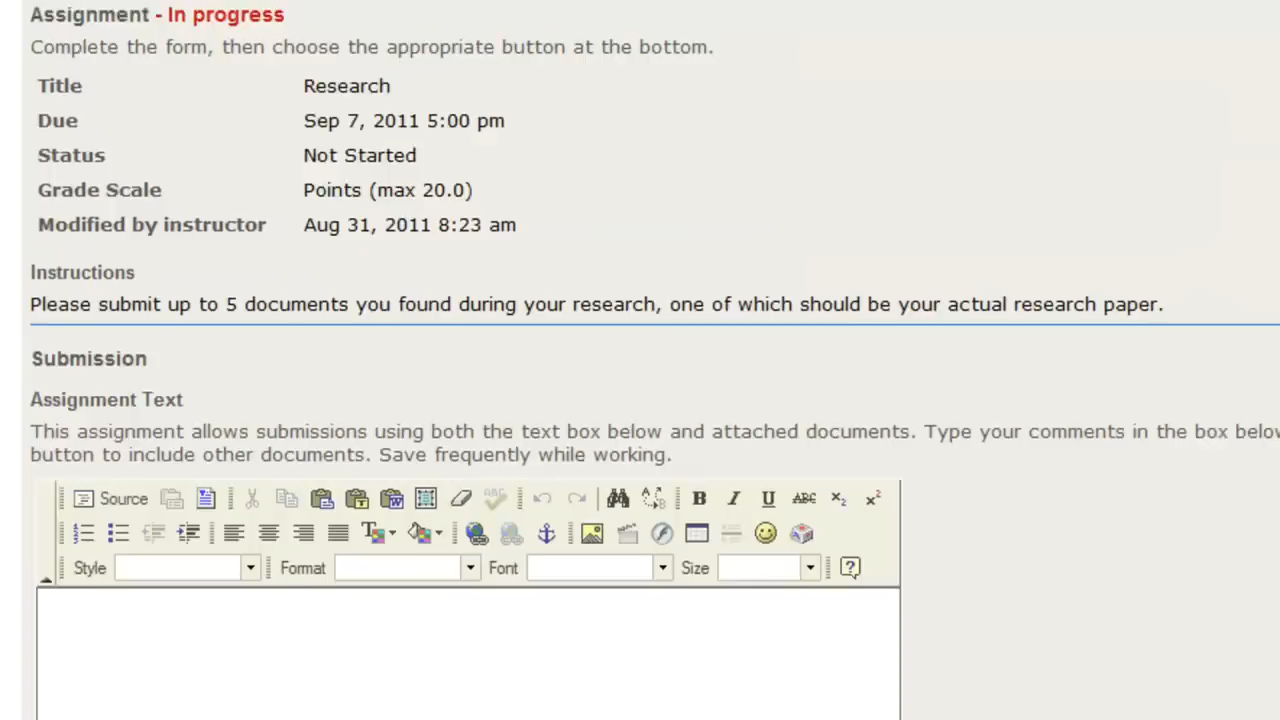 Assignment - In progress
Complete the form, then choose the appropriate button at the bottom.
Title Research
Due Sep 7, 2011 5:00 pm
Status Not Started
Grade Scale Points (max 20.0)
Modified by instructor Aug 31, 2011 8:23 am
Instructions
Please submit up to 5 documents you found during your research, one of which should be your actual research paper.
Submission
Assignment Text
This assignment allows submissions using both the text box below and attached documents. Type your comments in the box below
button to include other documents. Save frequently while working.
Source ABC B I U ABC x₂ x²
Style Format Font Size ?